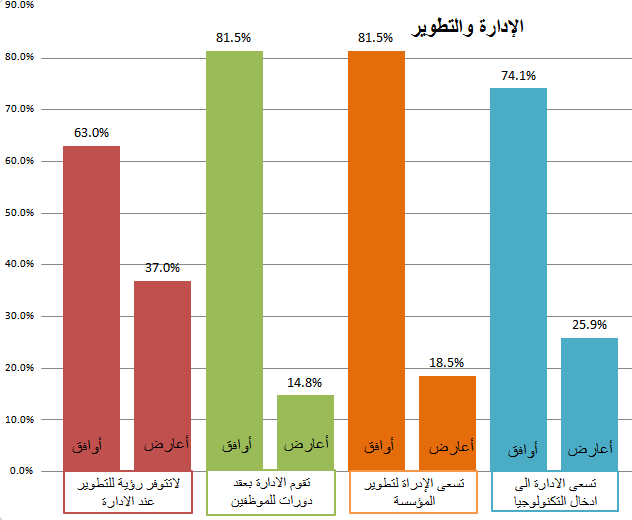 الإدارة والتطوير
90.0%
80.0%
70.0%
60.0%
50.0%
40.0%
30.0%
20.0%
10.0%
0.0%
63.0%
37.0%
81.5%
14.8%
81.5%
18.5%
74.1%
25.9%
أوافق
أعارض
أوافق
أعارض
أوافق
أعارض
أوافق
أعارض
لاتتوفر رؤية للتطوير
عند الادارة
تقوم الادارة بعقد
دورات للموظفين
تسعى الإدراة لتطوير
المؤسسة
تسعى الادارة الى
ادخال التكنولوجيا